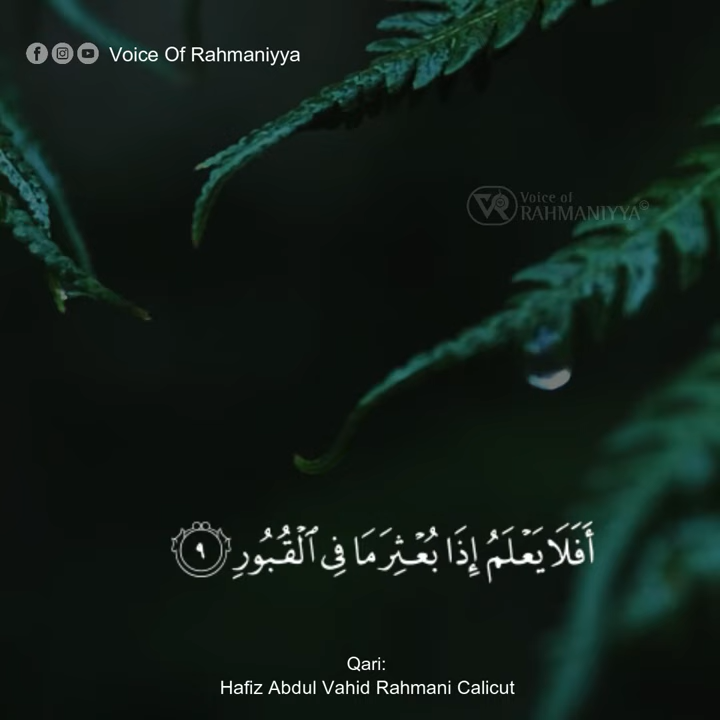 Voice Of Rahmaniyya
Voice of
RAHMANIYYA©
أَفَلَا يَعْلَمُ إِذَا بُعْثِرَ مَا فِي ٱلْقُبُورِ ٩
Qari:
Hafiz Abdul Vahid Rahmani Calicut